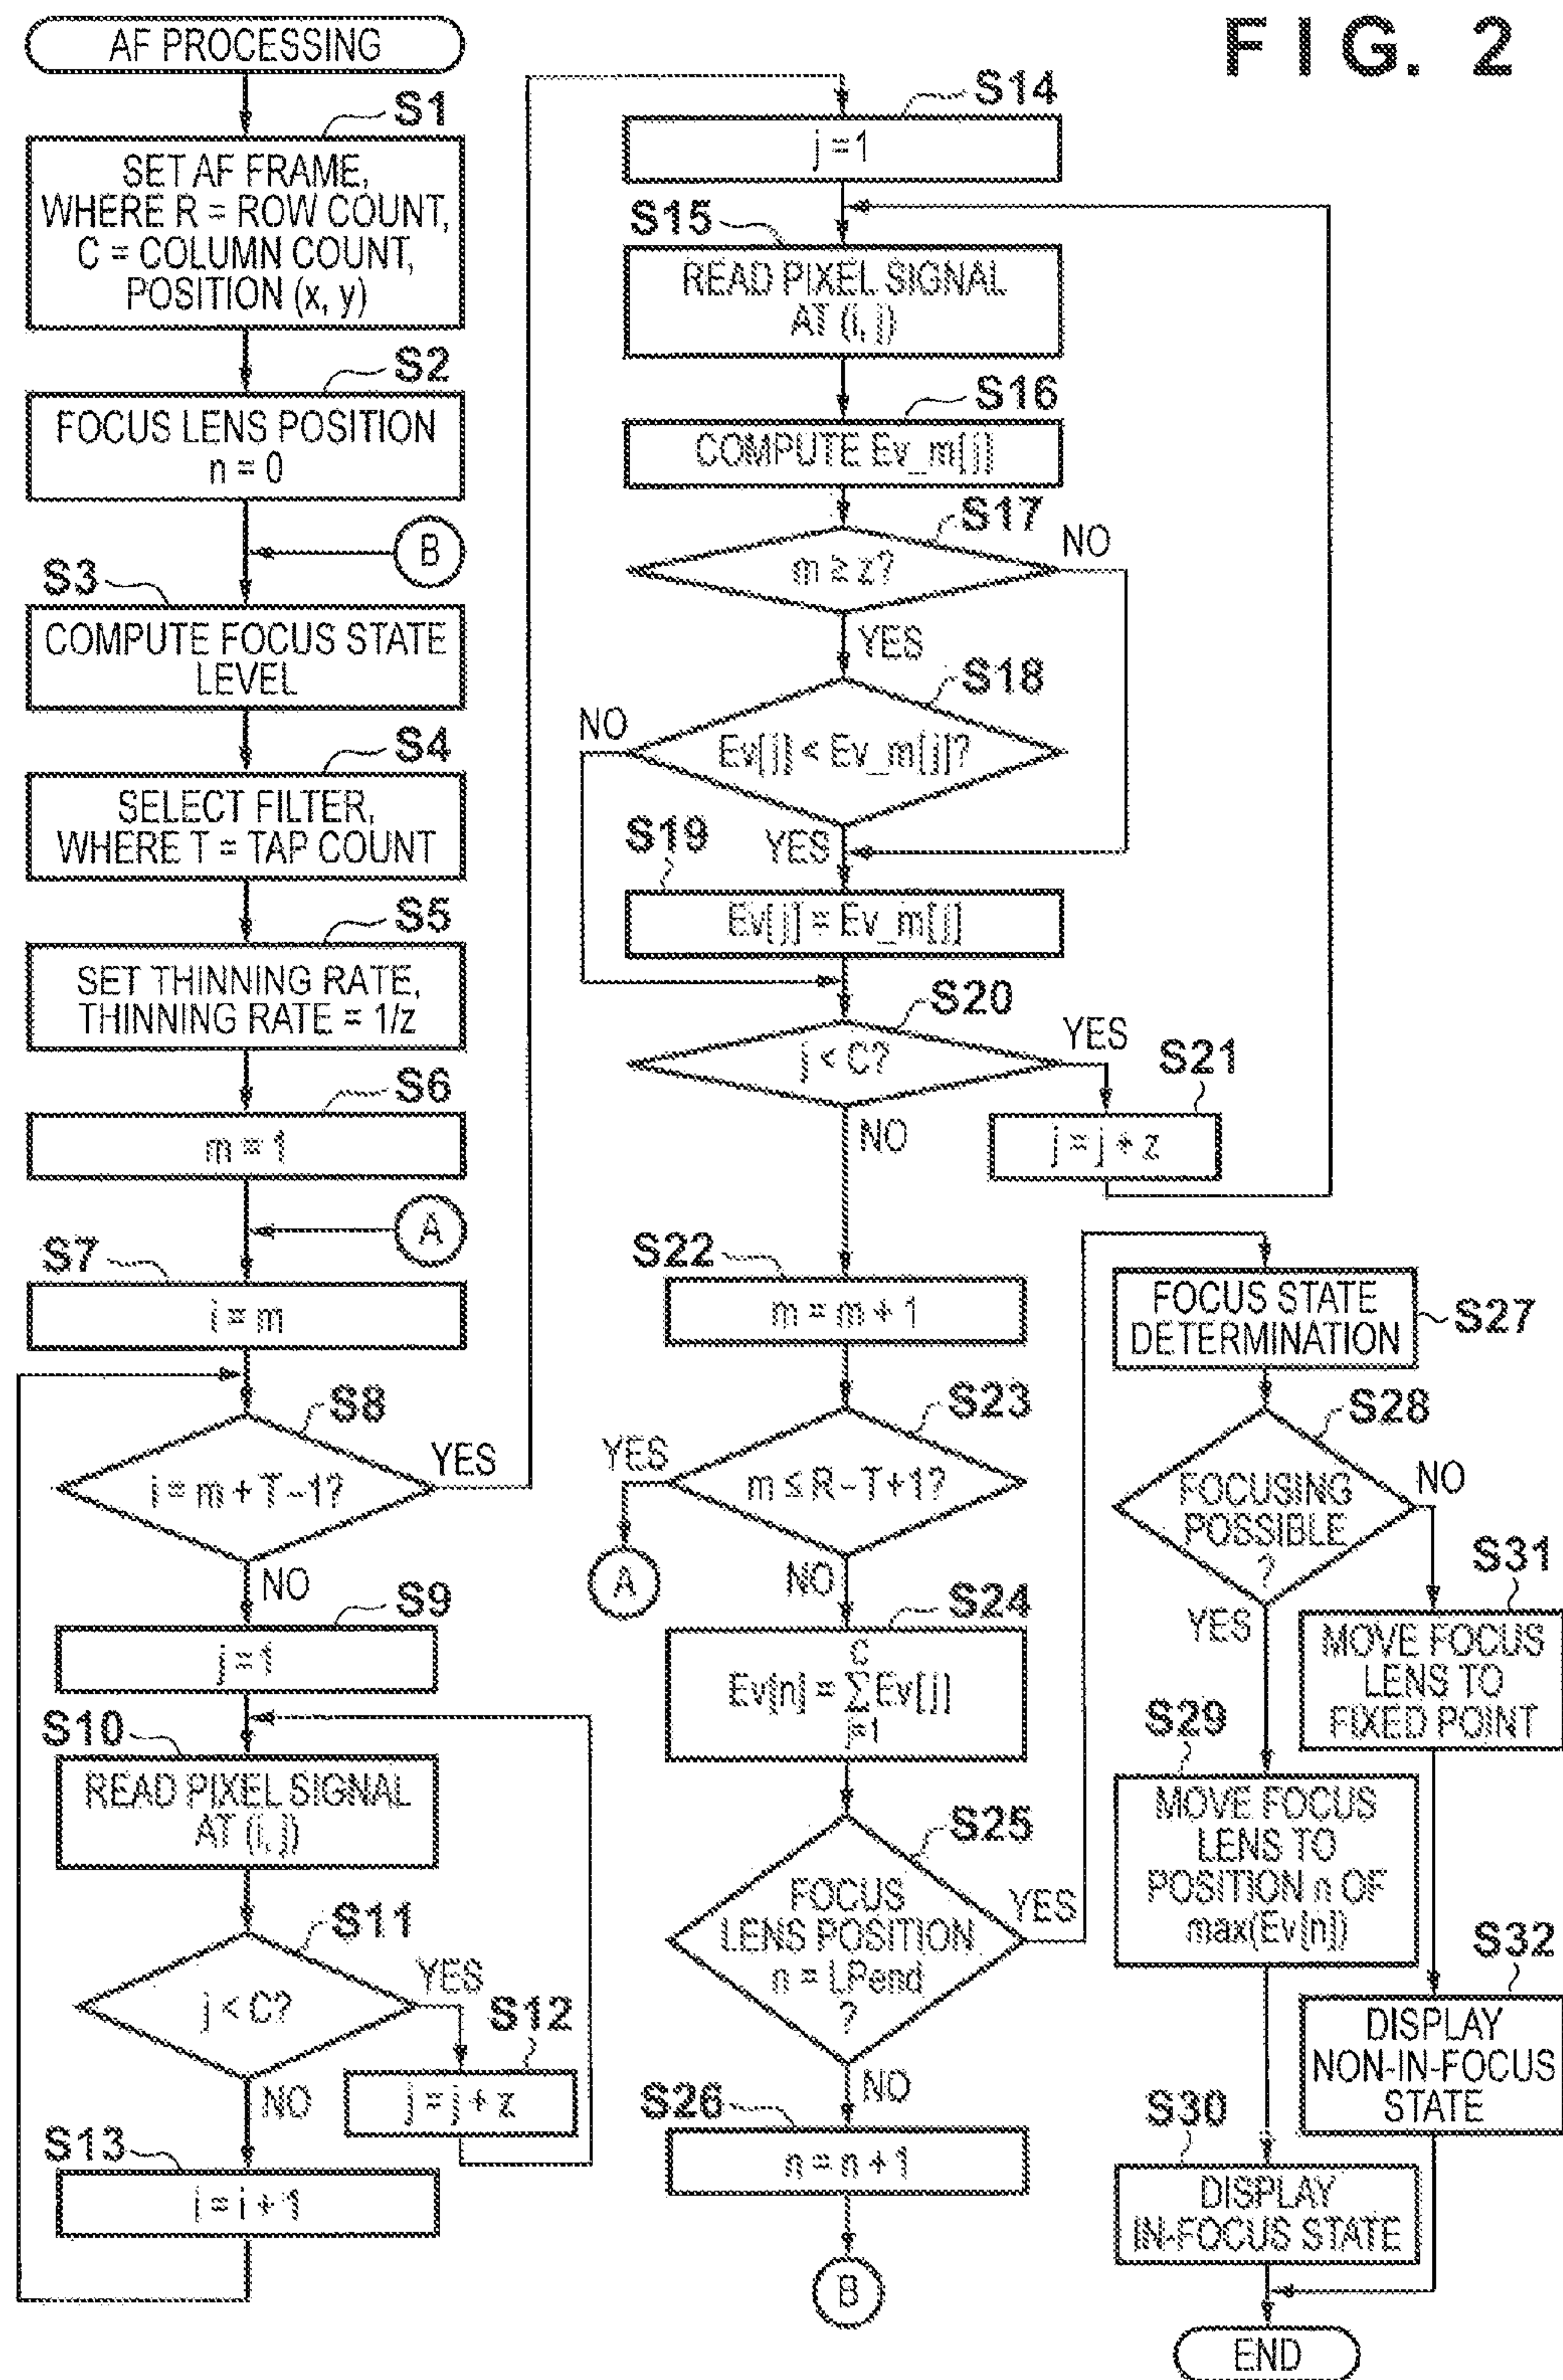 FIG. 2
AF PROCESSING
S1
SET AF FRAME,
WHERE R = ROW COUNT,
C = COLUMN COUNT,
POSITION (x, y)
S2
FOCUS LENS POSITION
n = 0
B
S3
COMPUTE FOCUS STATE
LEVEL
S4
SELECT FILTER,
WHERE T = TAP COUNT
S5
SET THINNING RATE,
THINNING RATE = 1/z
S6
m = 1
A
S7
i = m
S8
i = m + T – 1?
YES
NO
S9
j = 1
S10
READ PIXEL SIGNAL
AT (i, j)
S11
j < C?
YES
S12
j = j + z
NO
S13
i = i + 1
S14
j = 1
S15
READ PIXEL SIGNAL
AT (i, j)
S16
COMPUTE Ev_m[j]
S17
m ≥ z?
NO
YES
S18
NO
Ev[j] < Ev_m[j]?
S19
YES
Ev[j] = Ev_m[j]
S20
j < C?
YES
S21
j = j + z
NO
S22
m = m + 1
S23
YES
m ≤ R – T + 1?
A
NO
S24
C
Ev[n] = ΣEv[j]
j=1
S25
FOCUS
LENS POSITION
n = LPend
?
YES
NO
S26
n = n + 1
B
FOCUS STATE
DETERMINATION
S27
S28
FOCUSING
POSSIBLE
?
NO
YES
S31
MOVE FOCUS
LENS TO
FIXED POINT
S29
MOVE FOCUS
LENS TO
POSITION n OF
max(Ev[n])
S32
DISPLAY
NON-IN-FOCUS
STATE
S30
DISPLAY
IN-FOCUS STATE
END